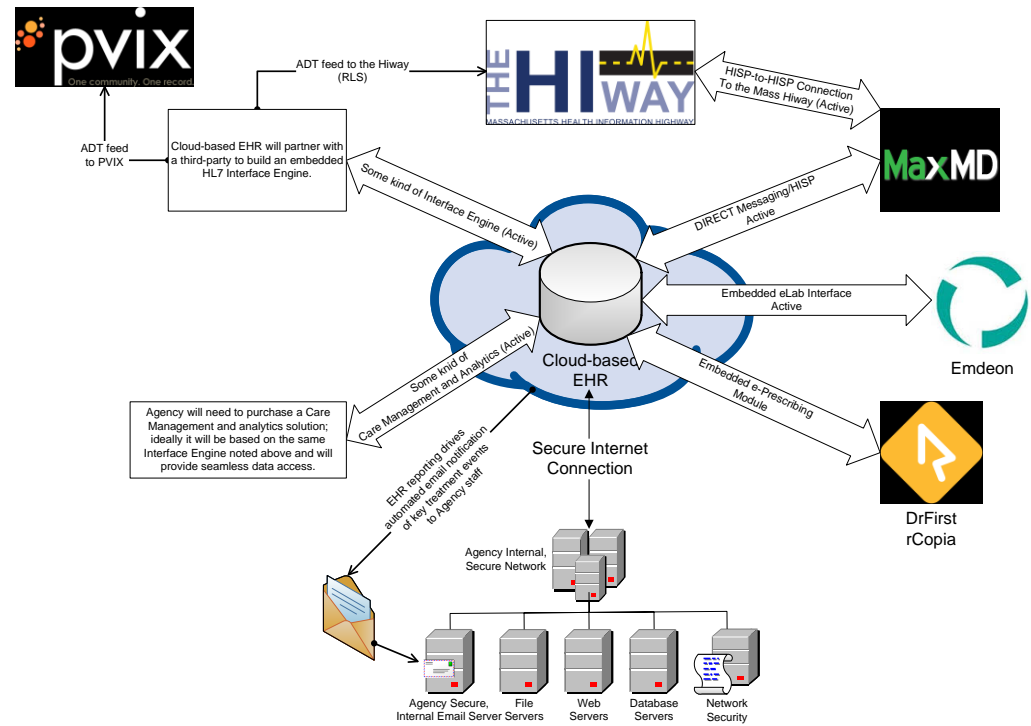 pvix
One community. One record.
ADT feed to the Hiway
(RLS)
THE
HI
WAY
MASSACHUSETTS HEALTH INFORMATION HIGHWAY
HISP-to-HISP Connection
To the Mass Hiway (Active)
MaxMD
ADT feed
to PVIX
Cloud-based EHR will partner with
a third-party to build an embedded
HL7 Interface Engine.
Some kind of Interface Engine (Active)
DIRECT Messaging/HISP
Active
Embedded eLab Interface
Active
Emdeon
Cloud-based
EHR
Some knid of
Care Management and Analytics (Active)
Embedded e-Prescribing
Module
Agency will need to purchase a Care
Management and analytics solution;
ideally it will be based on the same
Interface Engine noted above and will
provide seamless data access.
DrFirst
rCopia
EHR reporting drives
automated email notification
of key treatment events
to Agency staff
Secure Internet
Connection
Agency Internal,
Secure Network
Agency Secure,
Internal Email Server
File
Servers
Web
Servers
Database
Servers
Network
Security